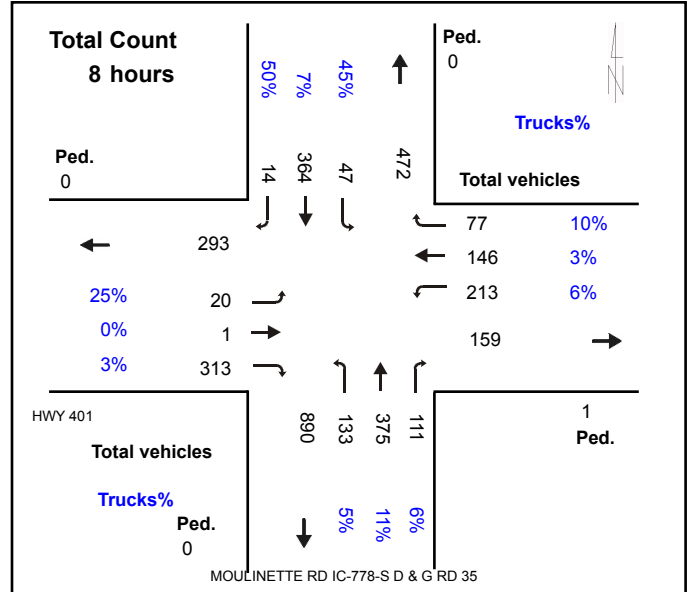 Total Count
8 hours
50%
7%
45%
Ped.
0
N
Trucks%
Ped.
0
14
364
47
472
Total vehicles
77 10%
293
146 3%
25% 20
213 6%
0% 1
159
3% 313
HWY 401
890
133
375
111
1
Ped.
Total vehicles
Trucks%
5%
11%
6%
Ped.
0
MOULINETTE RD IC-778-S D & G RD 35